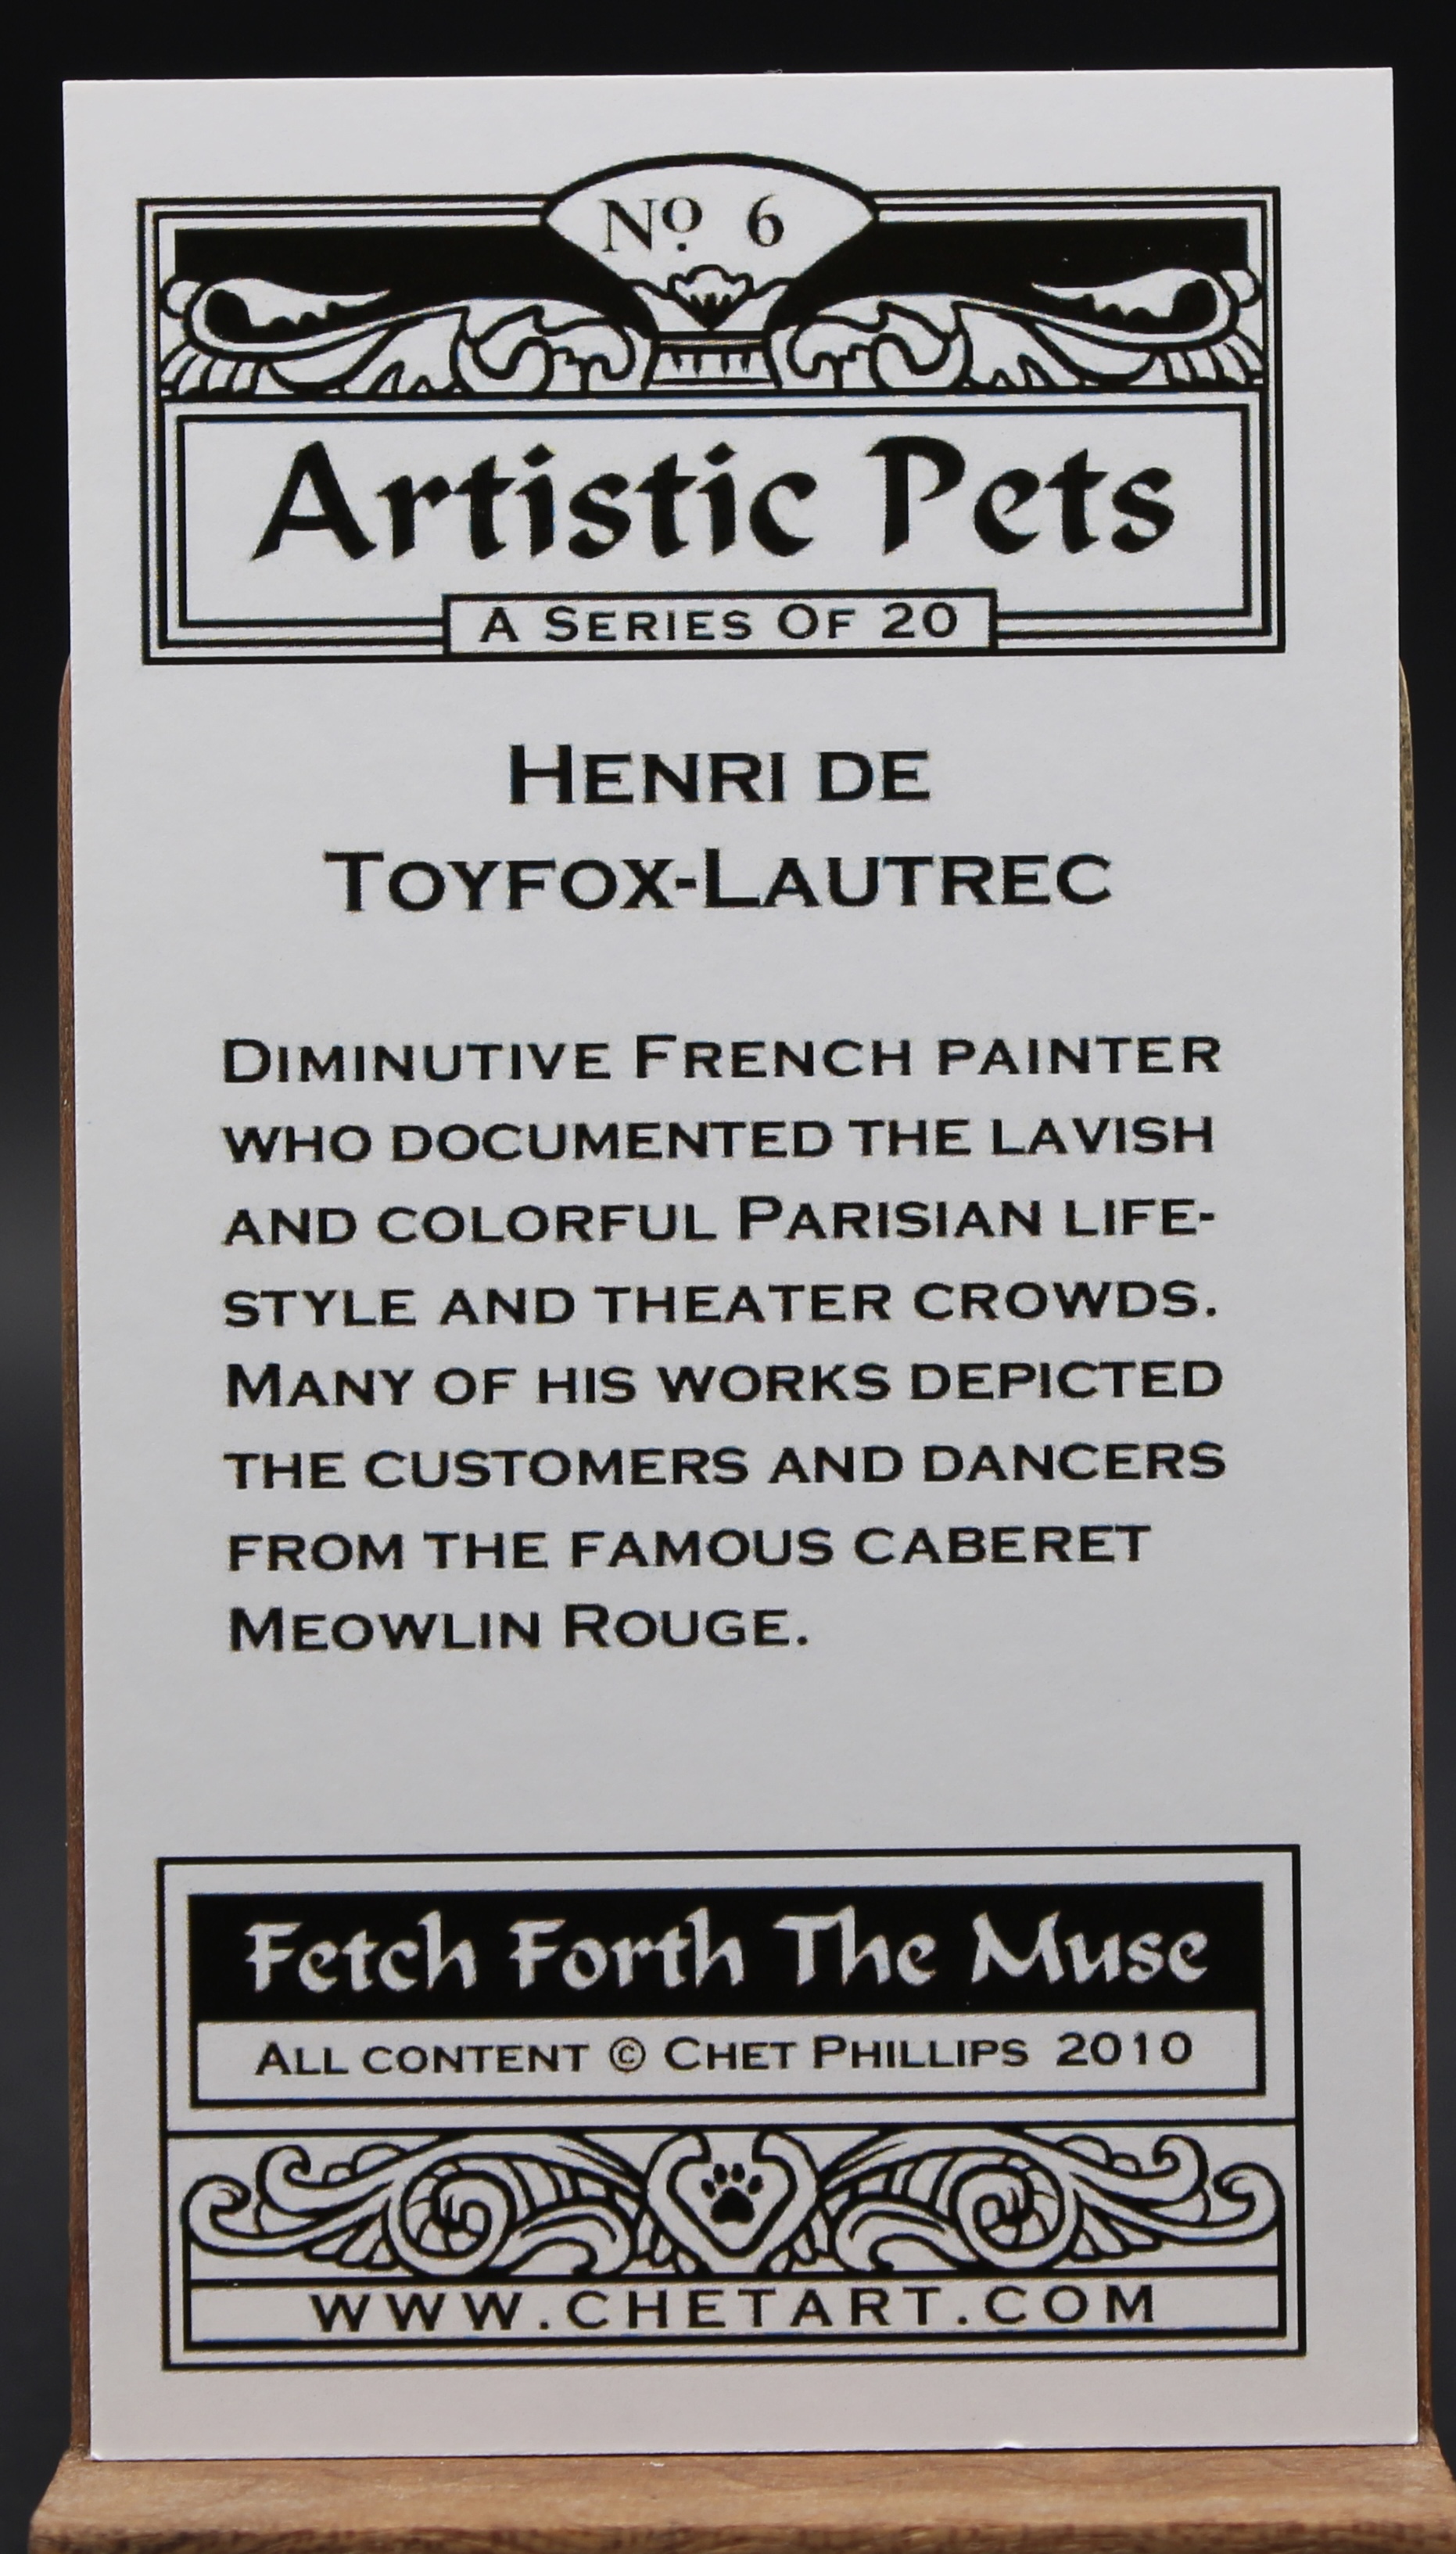 Nº 6
Artistic Pets
A Series Of 20
Henri de
Toyfox-Lautrec
Diminutive French painter
who documented the lavish
and colorful Parisian life-
style and theater crowds.
Many of his works depicted
the customers and dancers
from the famous caberet
Meowlin Rouge.
Fetch Forth The Muse
All content © Chet Phillips 2010
www.chetart.com